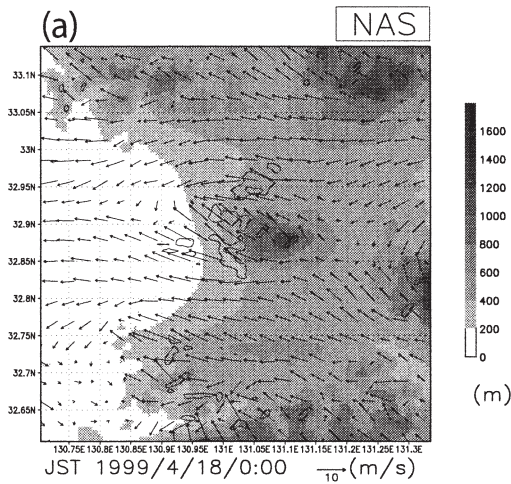 (a)
NAS
33.1N
33.05N
33N
32.95N
32.9N
32.85N
32.8N
32.75N
32.7N
32.65N
130.75E 130.8E 130.85E 130.9E 130.95E 131E 131.05E 131.1E 131.15E 131.2E 131.25E 131.3E
JST 1999/4/18/0:00
10
(m/s)
1600
1400
1200
1000
800
600
400
200
0
(m)